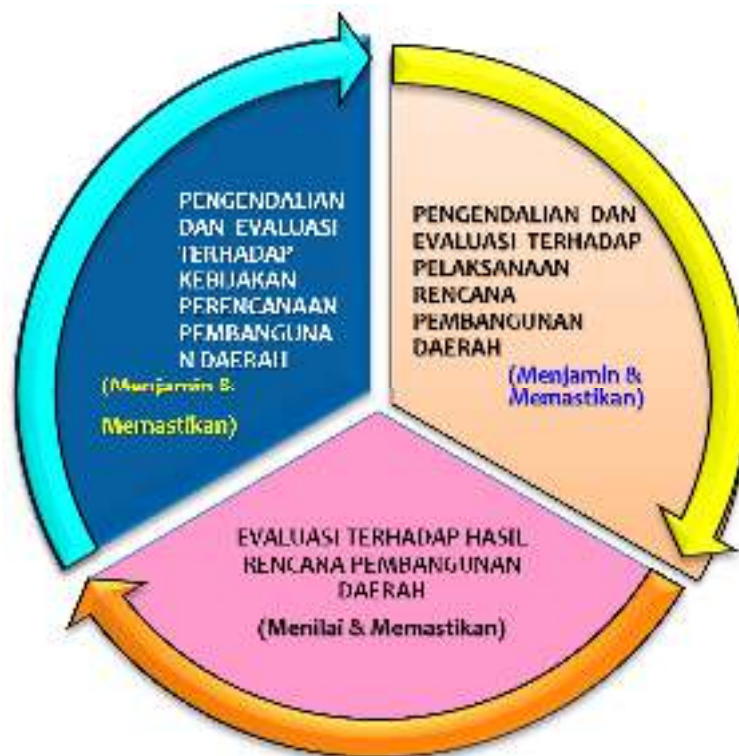 PENGENDALIAN
DAN EVALUASI
TERHADAP
KEBIJAKAN
PERENCANAAN
PEMBANGUNA
N DAERAH
(Menjamin &
Memastikan)
PENGENDALIAN DAN
EVALUASI TERHADAP
PELAKSANAAN
RENCANA
PEMBANGUNAN
DAERAH
(Menjamin &
Memastikan)
EVALUASI TERHADAP HASIL
RENCANA PEMBANGUNAN
DAERAH
(Menilai & Memastikan)